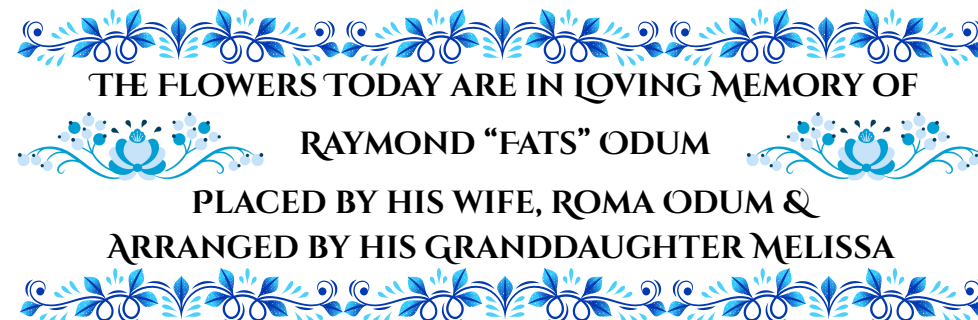 The Flowers Today are in Loving Memory of
Raymond “Fats” Odum
Placed by his wife, Roma Odum &
Arranged by his Granddaughter Melissa